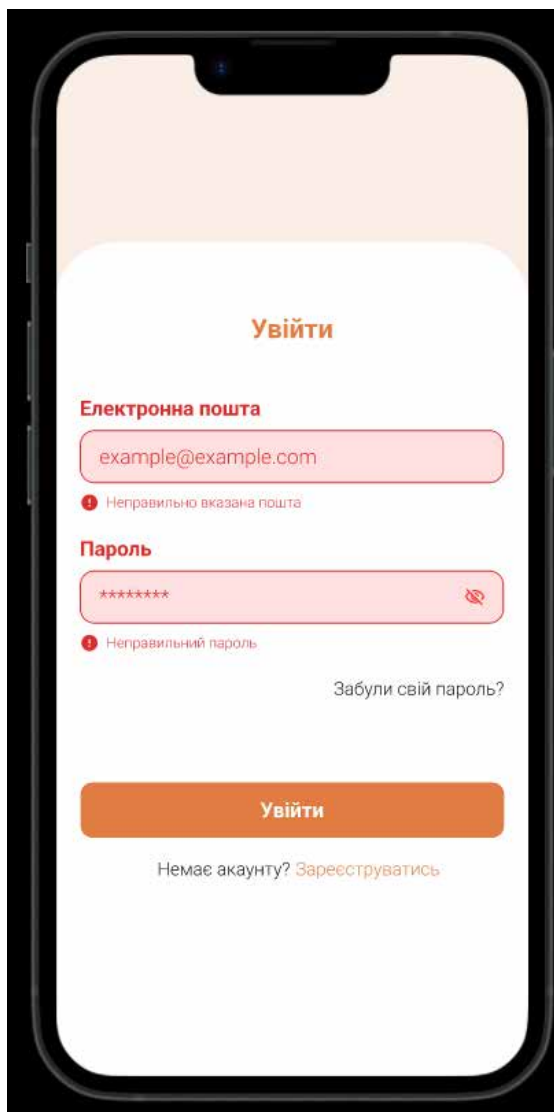 Увійти
Електронна пошта
example@example.com
Неправильно вказана пошта
Пароль
********
Неправильний пароль
Забули свій пароль?
Увійти
Немає акаунту? Зареєструватись